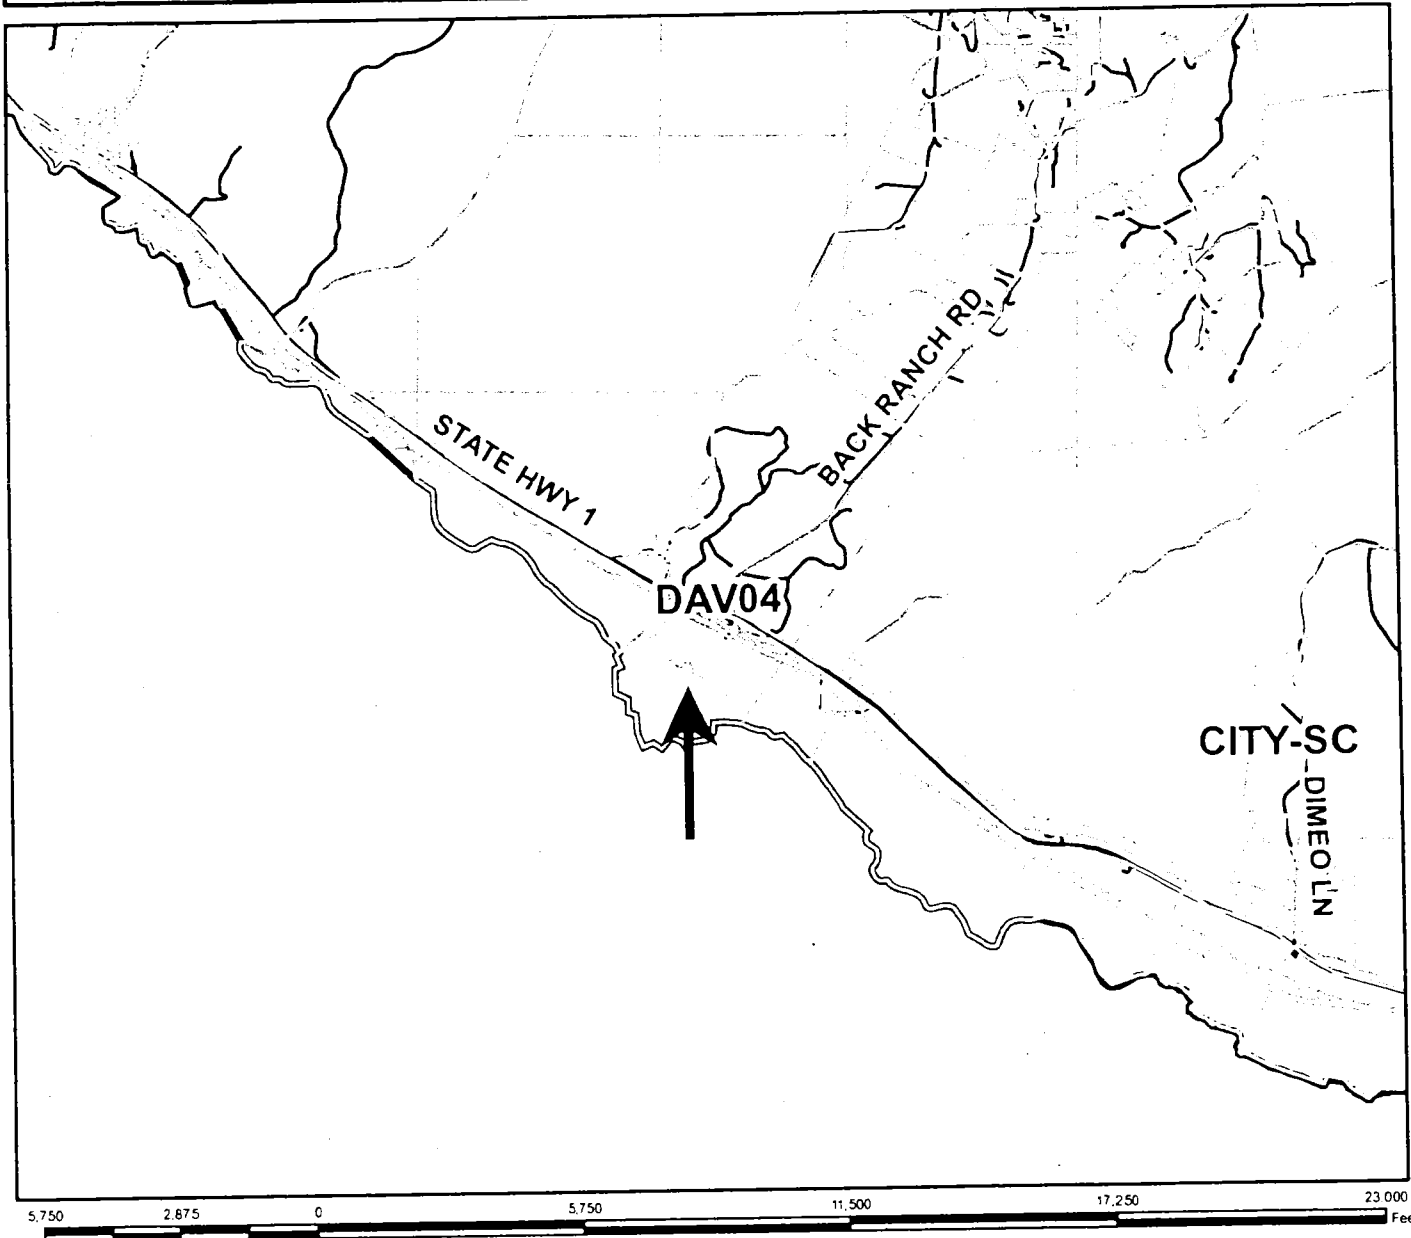 BACK RANCH RD
STATE HWY 1
DAV04
CITY-SC
DIMEO LN
5,750 2,875 0 5,750 11,500 17,250 23,000
Feet